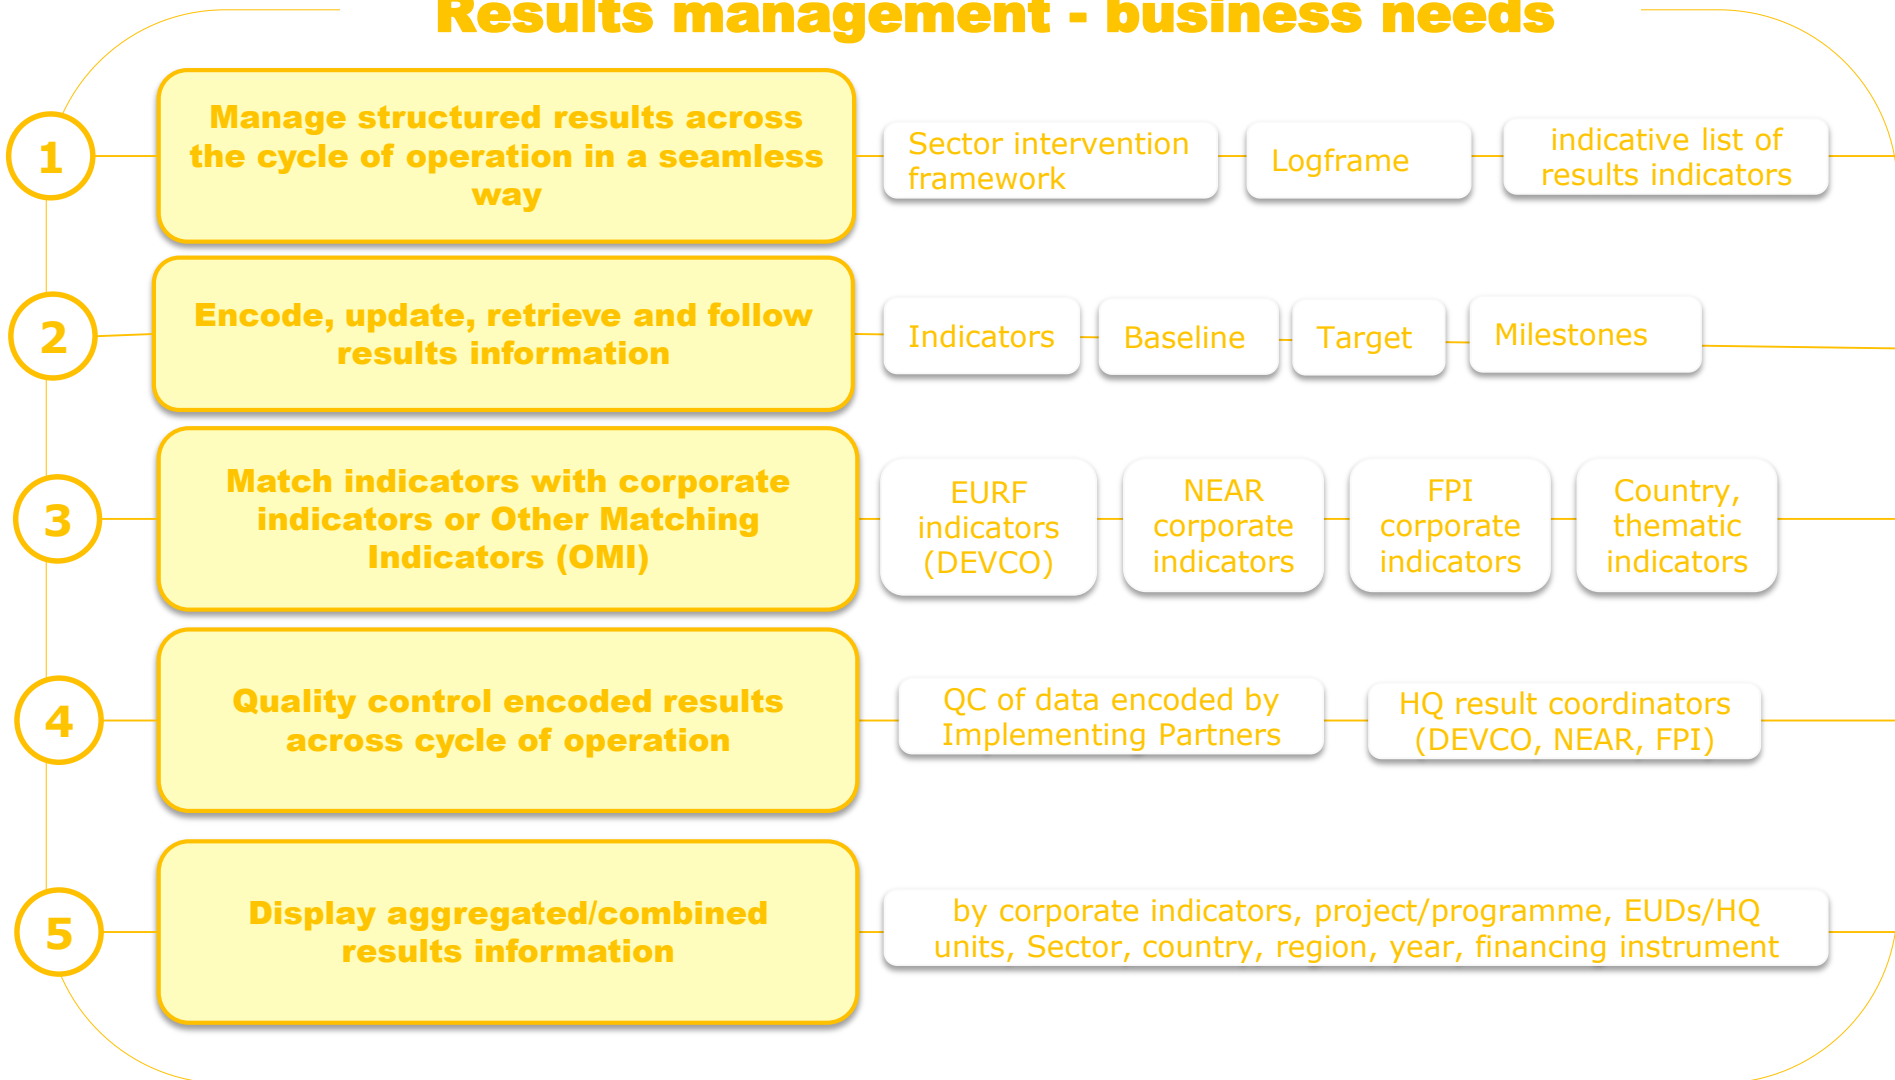 Results management - business needs
1
Manage structured results across
the cycle of operation in a seamless
way
Sector intervention
framework
Logframe
indicative list of
results indicators
2
Encode, update, retrieve and follow
results information
Indicators
Baseline
Target
Milestones
3
Match indicators with corporate
indicators or Other Matching
Indicators (OMI)
EURF
indicators
(DEVCO)
NEAR
corporate
indicators
FPI
corporate
indicators
Country,
thematic
indicators
4
Quality control encoded results
across cycle of operation
QC of data encoded by
Implementing Partners
HQ result coordinators
(DEVCO, NEAR, FPI)
5
Display aggregated/combined
results information
by corporate indicators, project/programme, EUDs/HQ
units, Sector, country, region, year, financing instrument